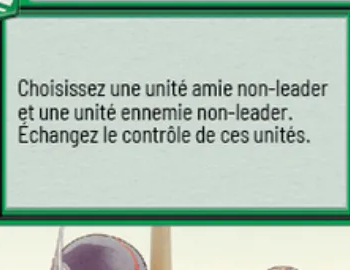 Choisissez une unité amie non-leader
et une unité ennemie non-leader.
Échangez le contrôle de ces unités.